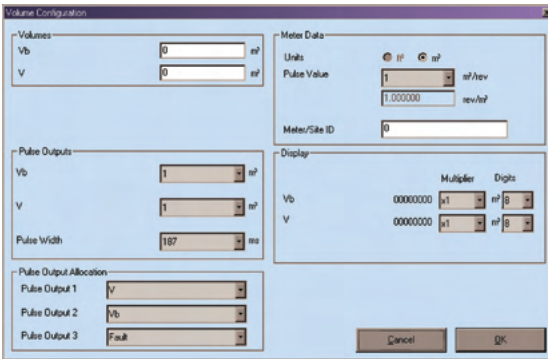 Volume Configuration
Volumes
Vb 0 m³
V 0 m³
Meter Data
Units ft³ m³
Pulse Value 1 m³/rev
1.000000 rev/m³
Meter/Site ID 0
Pulse Outputs
Vb 1 m³
V 1 m³
Pulse Width 187 ms
Display
Multiplier Digits
Vb 00000000 x1 m³ 8
V 00000000 x1 m³ 8
Pulse Output Allocation
Pulse Output 1 V
Pulse Output 2 Vb
Pulse Output 3 Fault
Cancel OK